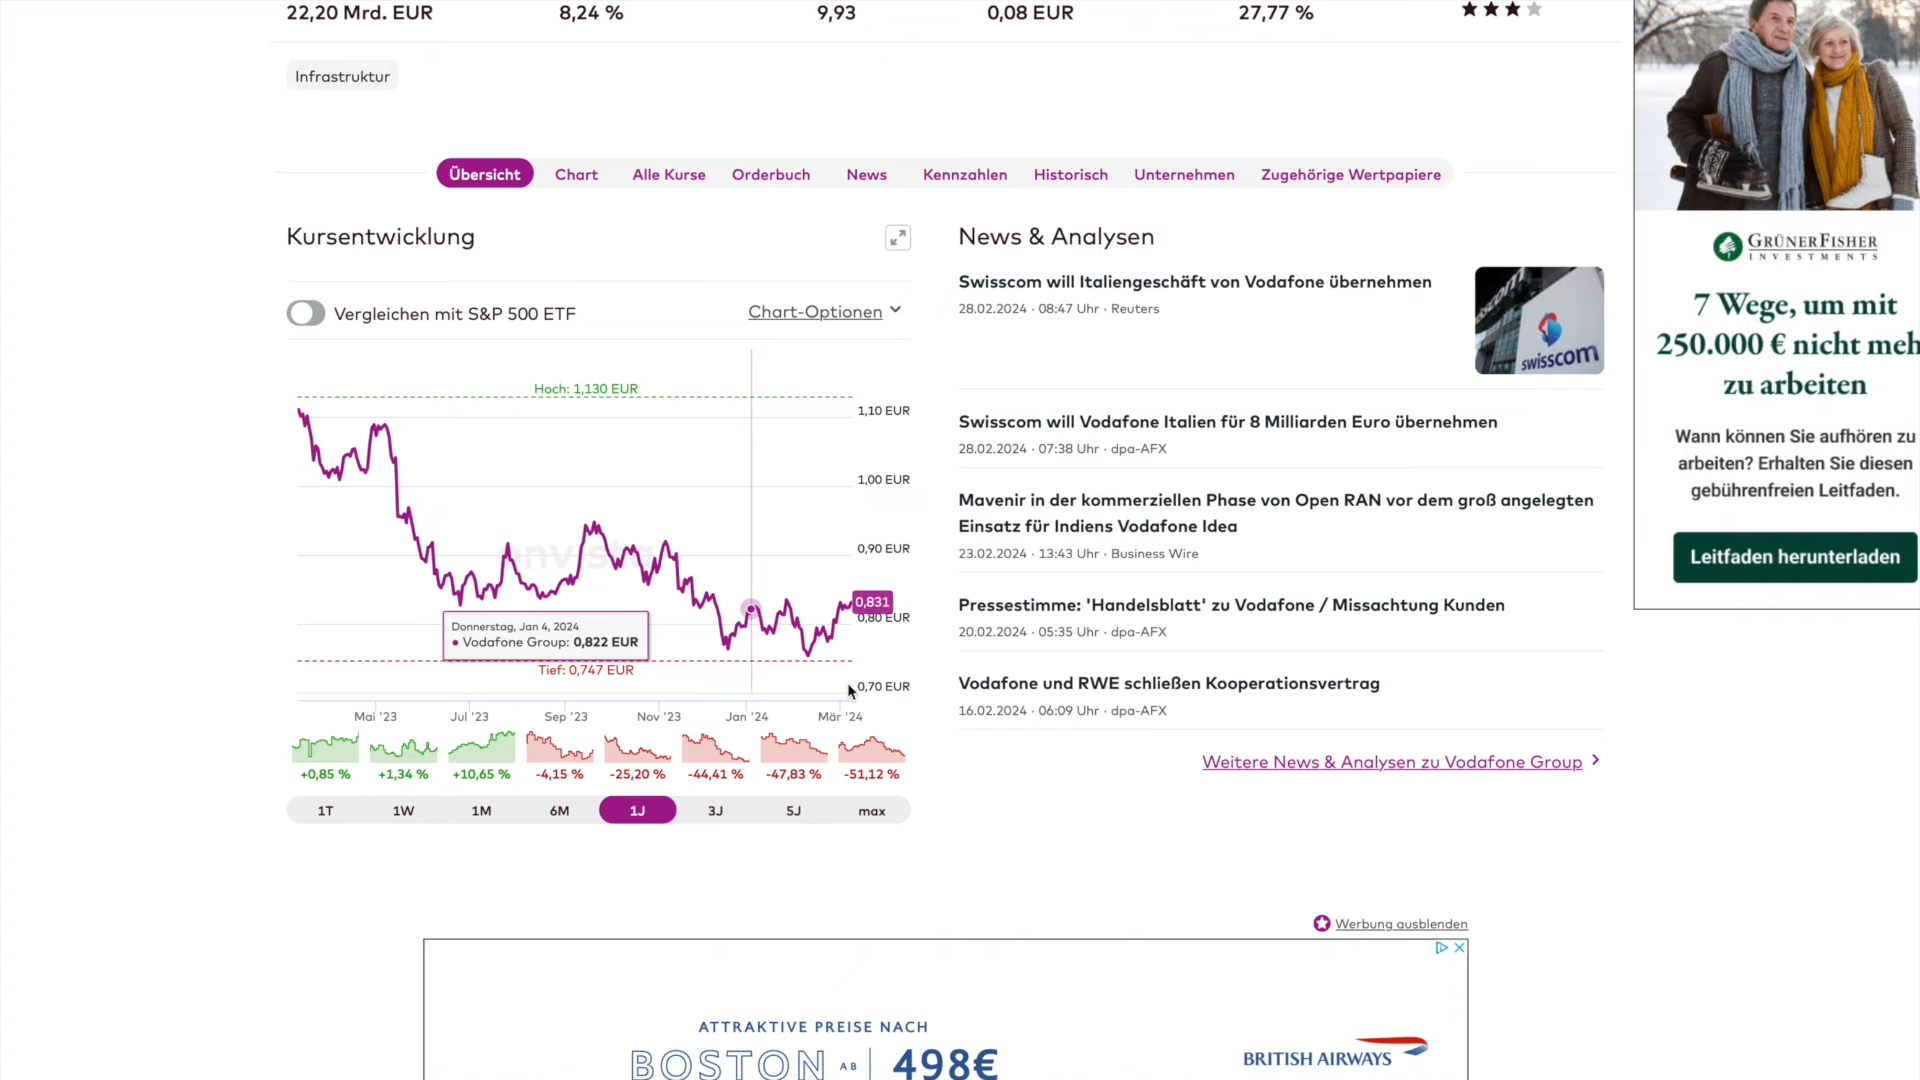 22,20 Mrd. EUR 8,24 % 9,93 0,08 EUR 27,77 %
Infrastruktur
Übersicht Chart Alle Kurse Orderbuch News Kennzahlen Historisch Unternehmen Zugehörige Wertpapiere
Kursentwicklung
Vergleichen mit S&P 500 ETF Chart-Optionen
Hoch: 1,130 EUR
1,10 EUR
1,00 EUR
0,90 EUR
0,831
0,80 EUR
onvista
Donnerstag, Jan 4, 2024
Vodafone Group: 0,822 EUR
Tief: 0,747 EUR
0,70 EUR
Mai '23 Jul '23 Sep '23 Nov '23 Jan '24 Mär '24
+0,85 % +1,34 % +10,65 % -4,15 % -25,20 % -44,41 % -47,83 % -51,12 %
1T 1W 1M 6M 1J 3J 5J max
News & Analysen
Swisscom will Italiengeschäft von Vodafone übernehmen
28.02.2024 · 08:47 Uhr · Reuters
swisscom
Swisscom will Vodafone Italien für 8 Milliarden Euro übernehmen
28.02.2024 · 07:38 Uhr · dpa-AFX
Mavenir in der kommerziellen Phase von Open RAN vor dem groß angelegten
Einsatz für Indiens Vodafone Idea
23.02.2024 · 13:43 Uhr · Business Wire
Pressestimme: 'Handelsblatt' zu Vodafone / Missachtung Kunden
20.02.2024 · 05:35 Uhr · dpa-AFX
Vodafone und RWE schließen Kooperationsvertrag
16.02.2024 · 06:09 Uhr · dpa-AFX
Weitere News & Analysen zu Vodafone Group
GRÜNERFISHER
INVESTMENTS
7 Wege, um mit
250.000 € nicht meh
zu arbeiten
Wann können Sie aufhören zu
arbeiten? Erhalten Sie diesen
gebührenfreien Leitfaden.
Leitfaden herunterladen
Werbung ausblenden
ATTRAKTIVE PREISE NACH
BOSTON AB 498€
BRITISH AIRWAYS